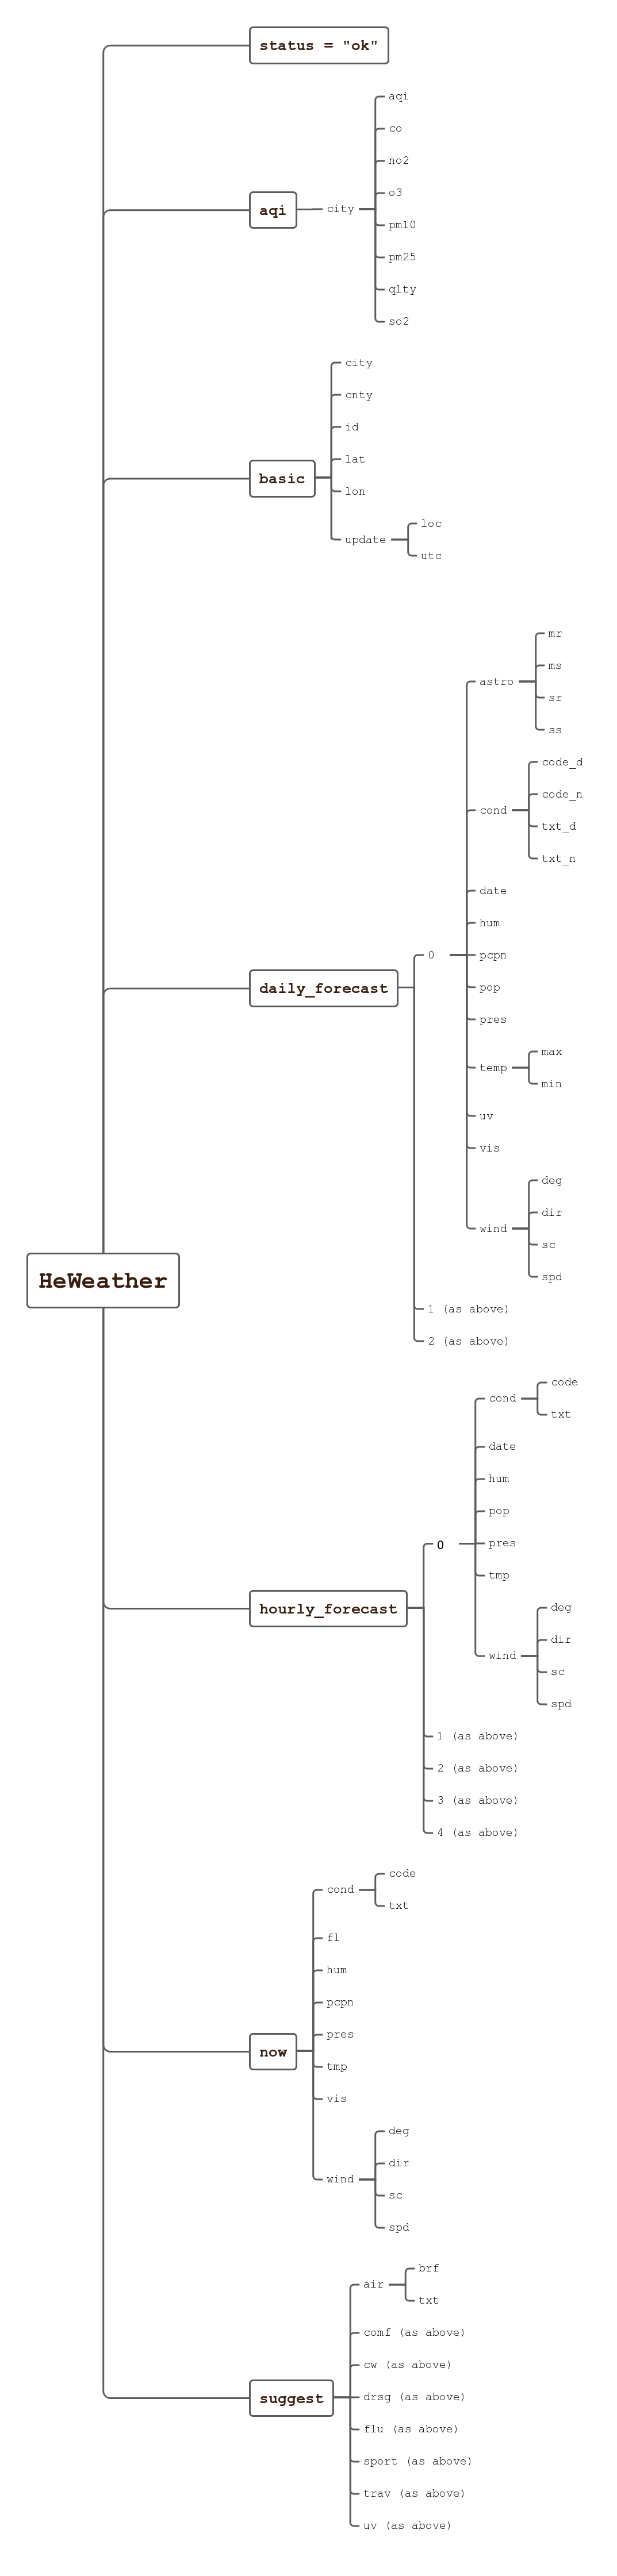 status = "ok"
aqi
co
no2
o3
aqi
city
pm10
pm25
qlty
so2
city
cnty
id
lat
basic
lon
loc
update
utc
mr
ms
astro
sr
ss
code_d
code_n
cond
txt_d
txt_n
date
hum
0
pcpn
daily_forecast
pop
pres
max
temp
min
uv
vis
deg
dir
wind
sc
spd
HeWeather
1 (as above)
2 (as above)
code
cond
txt
date
hum
pop
0
pres
tmp
hourly_forecast
deg
dir
wind
sc
spd
1 (as above)
2 (as above)
3 (as above)
4 (as above)
code
cond
txt
fl
hum
pcpn
pres
now
tmp
vis
deg
dir
wind
sc
spd
brf
air
txt
comf (as above)
cw (as above)
suggest
drsg (as above)
flu (as above)
sport (as above)
trav (as above)
uv (as above)